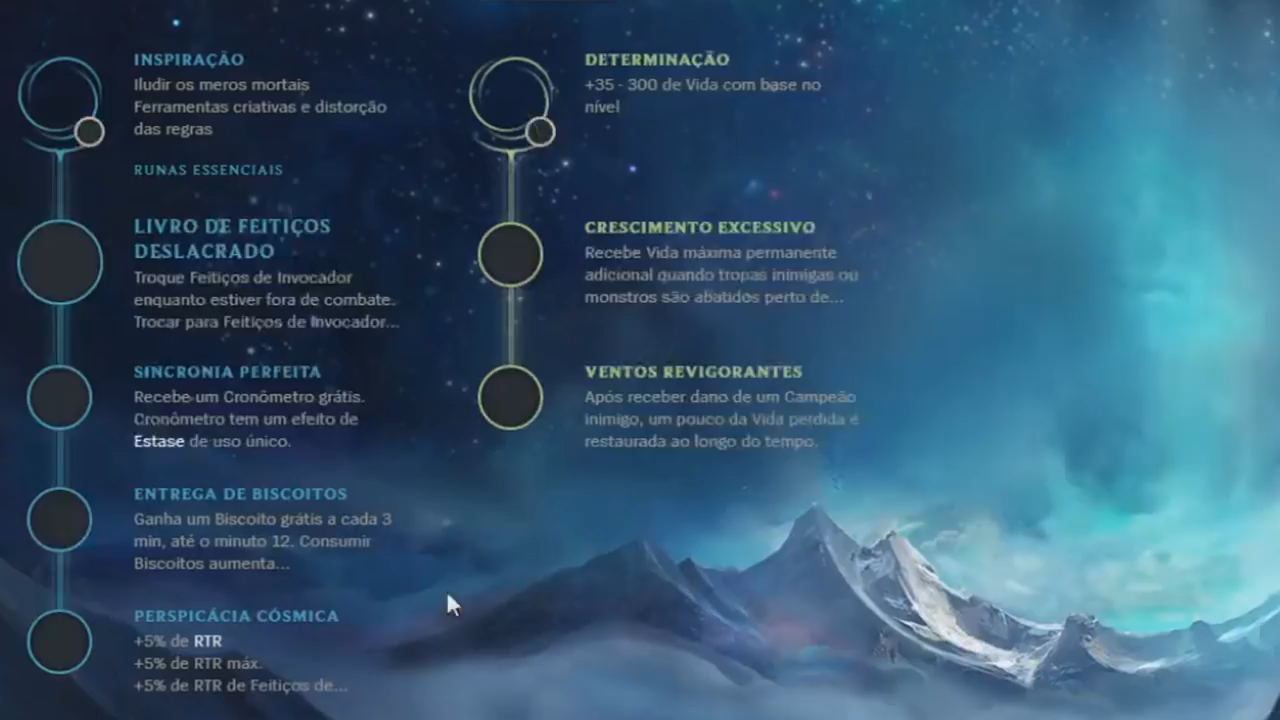 INSPIRAÇÃO
Iludir os meros mortais
Ferramentas criativas e distorção
das regras
RUNAS ESSENCIAIS
LIVRO DE FEITIÇOS
DESLACRADO
Troque Feitiços de Invocador
enquanto estiver fora de combate.
Trocar para Feitiços de Invocador...
SINCRONIA PERFEITA
Recebe um Cronômetro grátis.
Cronômetro tem um efeito de
Estase de uso único.
ENTREGA DE BISCOITOS
Ganha um Biscoito grátis a cada 3
min, até o minuto 12. Consumir
Biscoitos aumenta...
PERSPICÁCIA CÓSMICA
+5% de RTR
+5% de RTR máx.
+5% de RTR de Feitiços de...
DETERMINAÇÃO
+35 - 300 de Vida com base no
nível
CRESCIMENTO EXCESSIVO
Recebe Vida máxima permanente
adicional quando tropas inimigas ou
monstros são abatidos perto de...
VENTOS REVIGORANTES
Após receber dano de um Campeão
inimigo, um pouco da Vida perdida é
restaurada ao longo do tempo.